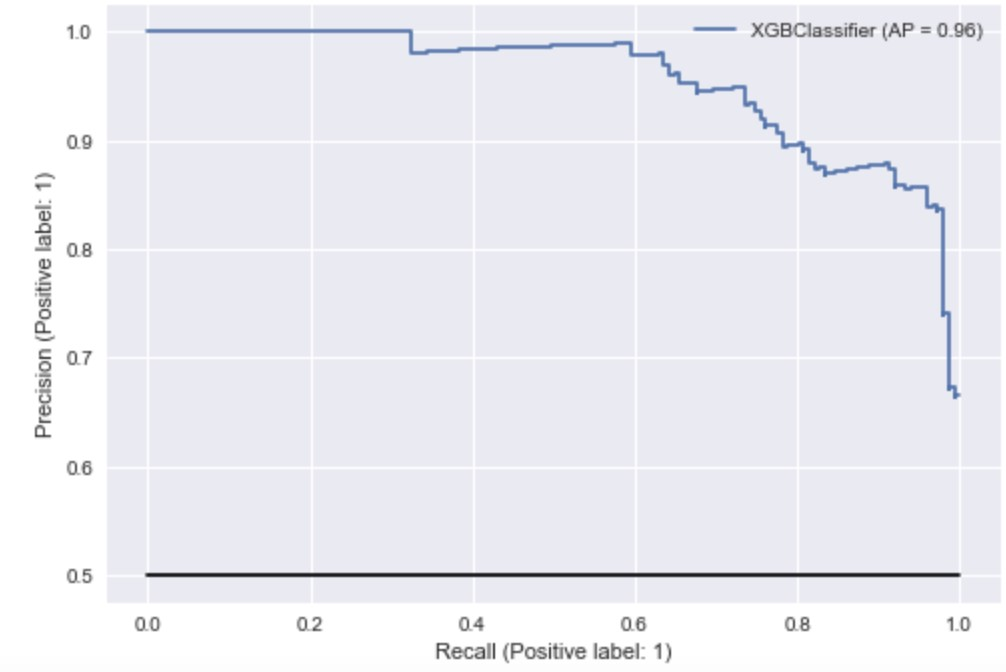 XGBClassifier (AP = 0.96)
Precision (Positive label: 1)
1.0
0.9
0.8
0.7
0.6
0.5
0.0 0.2 0.4 0.6 0.8 1.0
Recall (Positive label: 1)